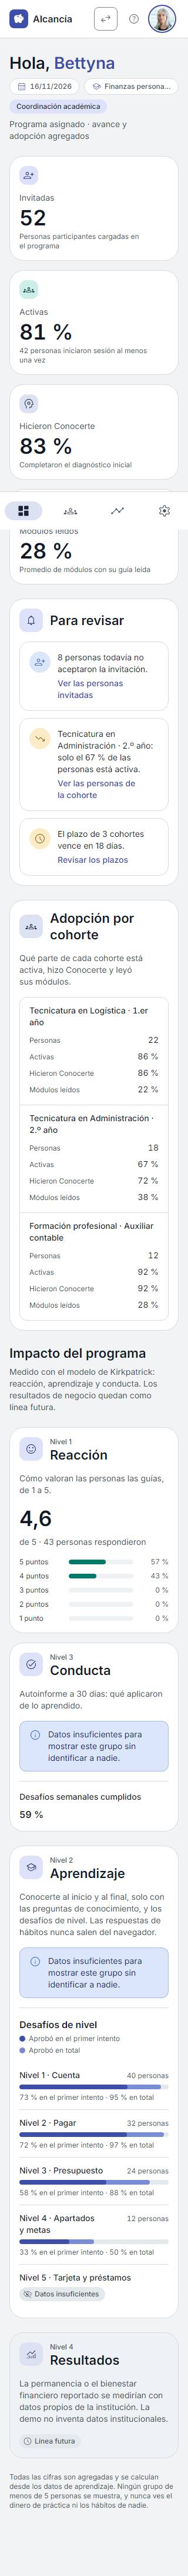 Alcancía
Hola, Bettyna
16/11/2026
Finanzas persona...
Coordinación académica
Programa asignado · avance y
adopción agregados
Invitadas
52
Personas participantes cargadas en
el programa
Activas
81 %
42 personas iniciaron sesión al menos
una vez
Hicieron Conocerte
83 %
Completaron el diagnóstico inicial
Módulos leídos
28 %
Promedio de módulos con su guía leída
Para revisar
8 personas todavía no
aceptaron la invitación.
Ver las personas
invitadas
Tecnicatura en
Administración · 2.º año:
solo el 67 % de las
personas está activa.
Ver las personas de
la cohorte
El plazo de 3 cohortes
vence en 18 días.
Revisar los plazos
Adopción por
cohorte
Qué parte de cada cohorte está
activa, hizo Conocerte y leyó
sus módulos.
Tecnicatura en Logística · 1.er
año
Personas 22
Activas 86 %
Hicieron Conocerte 86 %
Módulos leídos 22 %
Tecnicatura en Administración ·
2.º año
Personas 18
Activas 67 %
Hicieron Conocerte 72 %
Módulos leídos 38 %
Formación profesional · Auxiliar
contable
Personas 12
Activas 92 %
Hicieron Conocerte 92 %
Módulos leídos 28 %
Impacto del programa
Medido con el modelo de Kirkpatrick:
reacción, aprendizaje y conducta. Los
resultados de negocio quedan como
línea futura.
Nivel 1
Reacción
Cómo valoran las personas las guías,
de 1 a 5.
4,6
de 5 · 43 personas respondieron
5 puntos 57 %
4 puntos 43 %
3 puntos 0 %
2 puntos 0 %
1 punto 0 %
Nivel 3
Conducta
Autoinforme a 30 días: qué aplicaron
de lo aprendido.
Datos insuficientes para
mostrar este grupo sin
identificar a nadie.
Desafíos semanales cumplidos
59 %
Nivel 2
Aprendizaje
Conocerte al inicio y al final, solo con
las preguntas de conocimiento, y los
desafíos de nivel. Las respuestas de
hábitos nunca salen del navegador.
Datos insuficientes para
mostrar este grupo sin
identificar a nadie.
Desafíos de nivel
Aprobó en el primer intento
Aprobó en total
Nivel 1 · Cuenta 40 personas
73 % en el primer intento · 95 % en total
Nivel 2 · Pagar 32 personas
72 % en el primer intento · 97 % en total
Nivel 3 · Presupuesto 24 personas
58 % en el primer intento · 88 % en total
Nivel 4 · Apartados
y metas
12 personas
33 % en el primer intento · 50 % en total
Nivel 5 · Tarjeta y préstamos
Datos insuficientes
Nivel 4
Resultados
La permanencia o el bienestar
financiero reportado se medirían con
datos propios de la institución. La
demo no inventa datos institucionales.
Línea futura
Todas las cifras son agregadas y se calculan
desde los datos de aprendizaje. Ningún grupo de
menos de 5 personas se muestra, y nunca ves el
dinero de práctica ni los hábitos de nadie.